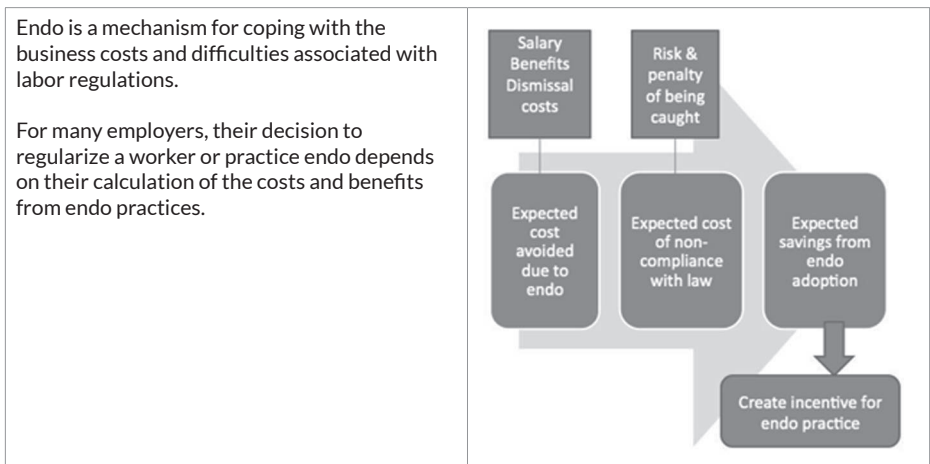 Endo is a mechanism for coping with the
business costs and difficulties associated with
labor regulations.
For many employers, their decision to
regularize a worker or practice endo depends
on their calculation of the costs and benefits
from endo practices.
Salary
Benefits
Dismissal
costs
Risk &
penalty
of being
caught
Expected
cost
avoided
due to
endo
Expected cost
of non-
compliance
with law
Expected
savings from
endo
adoption
Create incentive for
endo practice